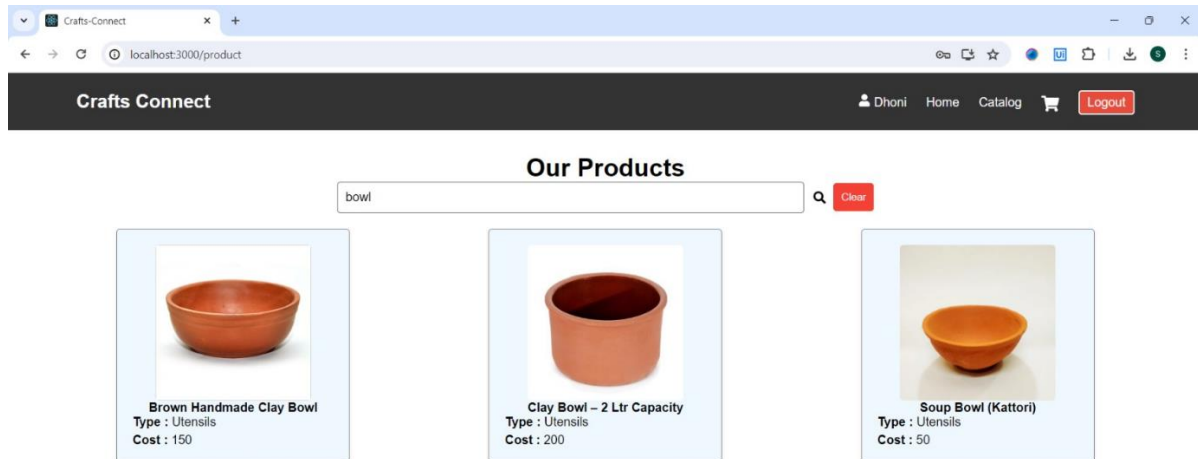 Crafts-Connect
localhost:3000/product
Ui
S
Crafts Connect
Dhoni Home Catalog Logout
Our Products
bowl
Clear
Brown Handmade Clay Bowl
Type : Utensils
Cost : 150
Clay Bowl – 2 Ltr Capacity
Type : Utensils
Cost : 200
Soup Bowl (Kattori)
Type : Utensils
Cost : 50